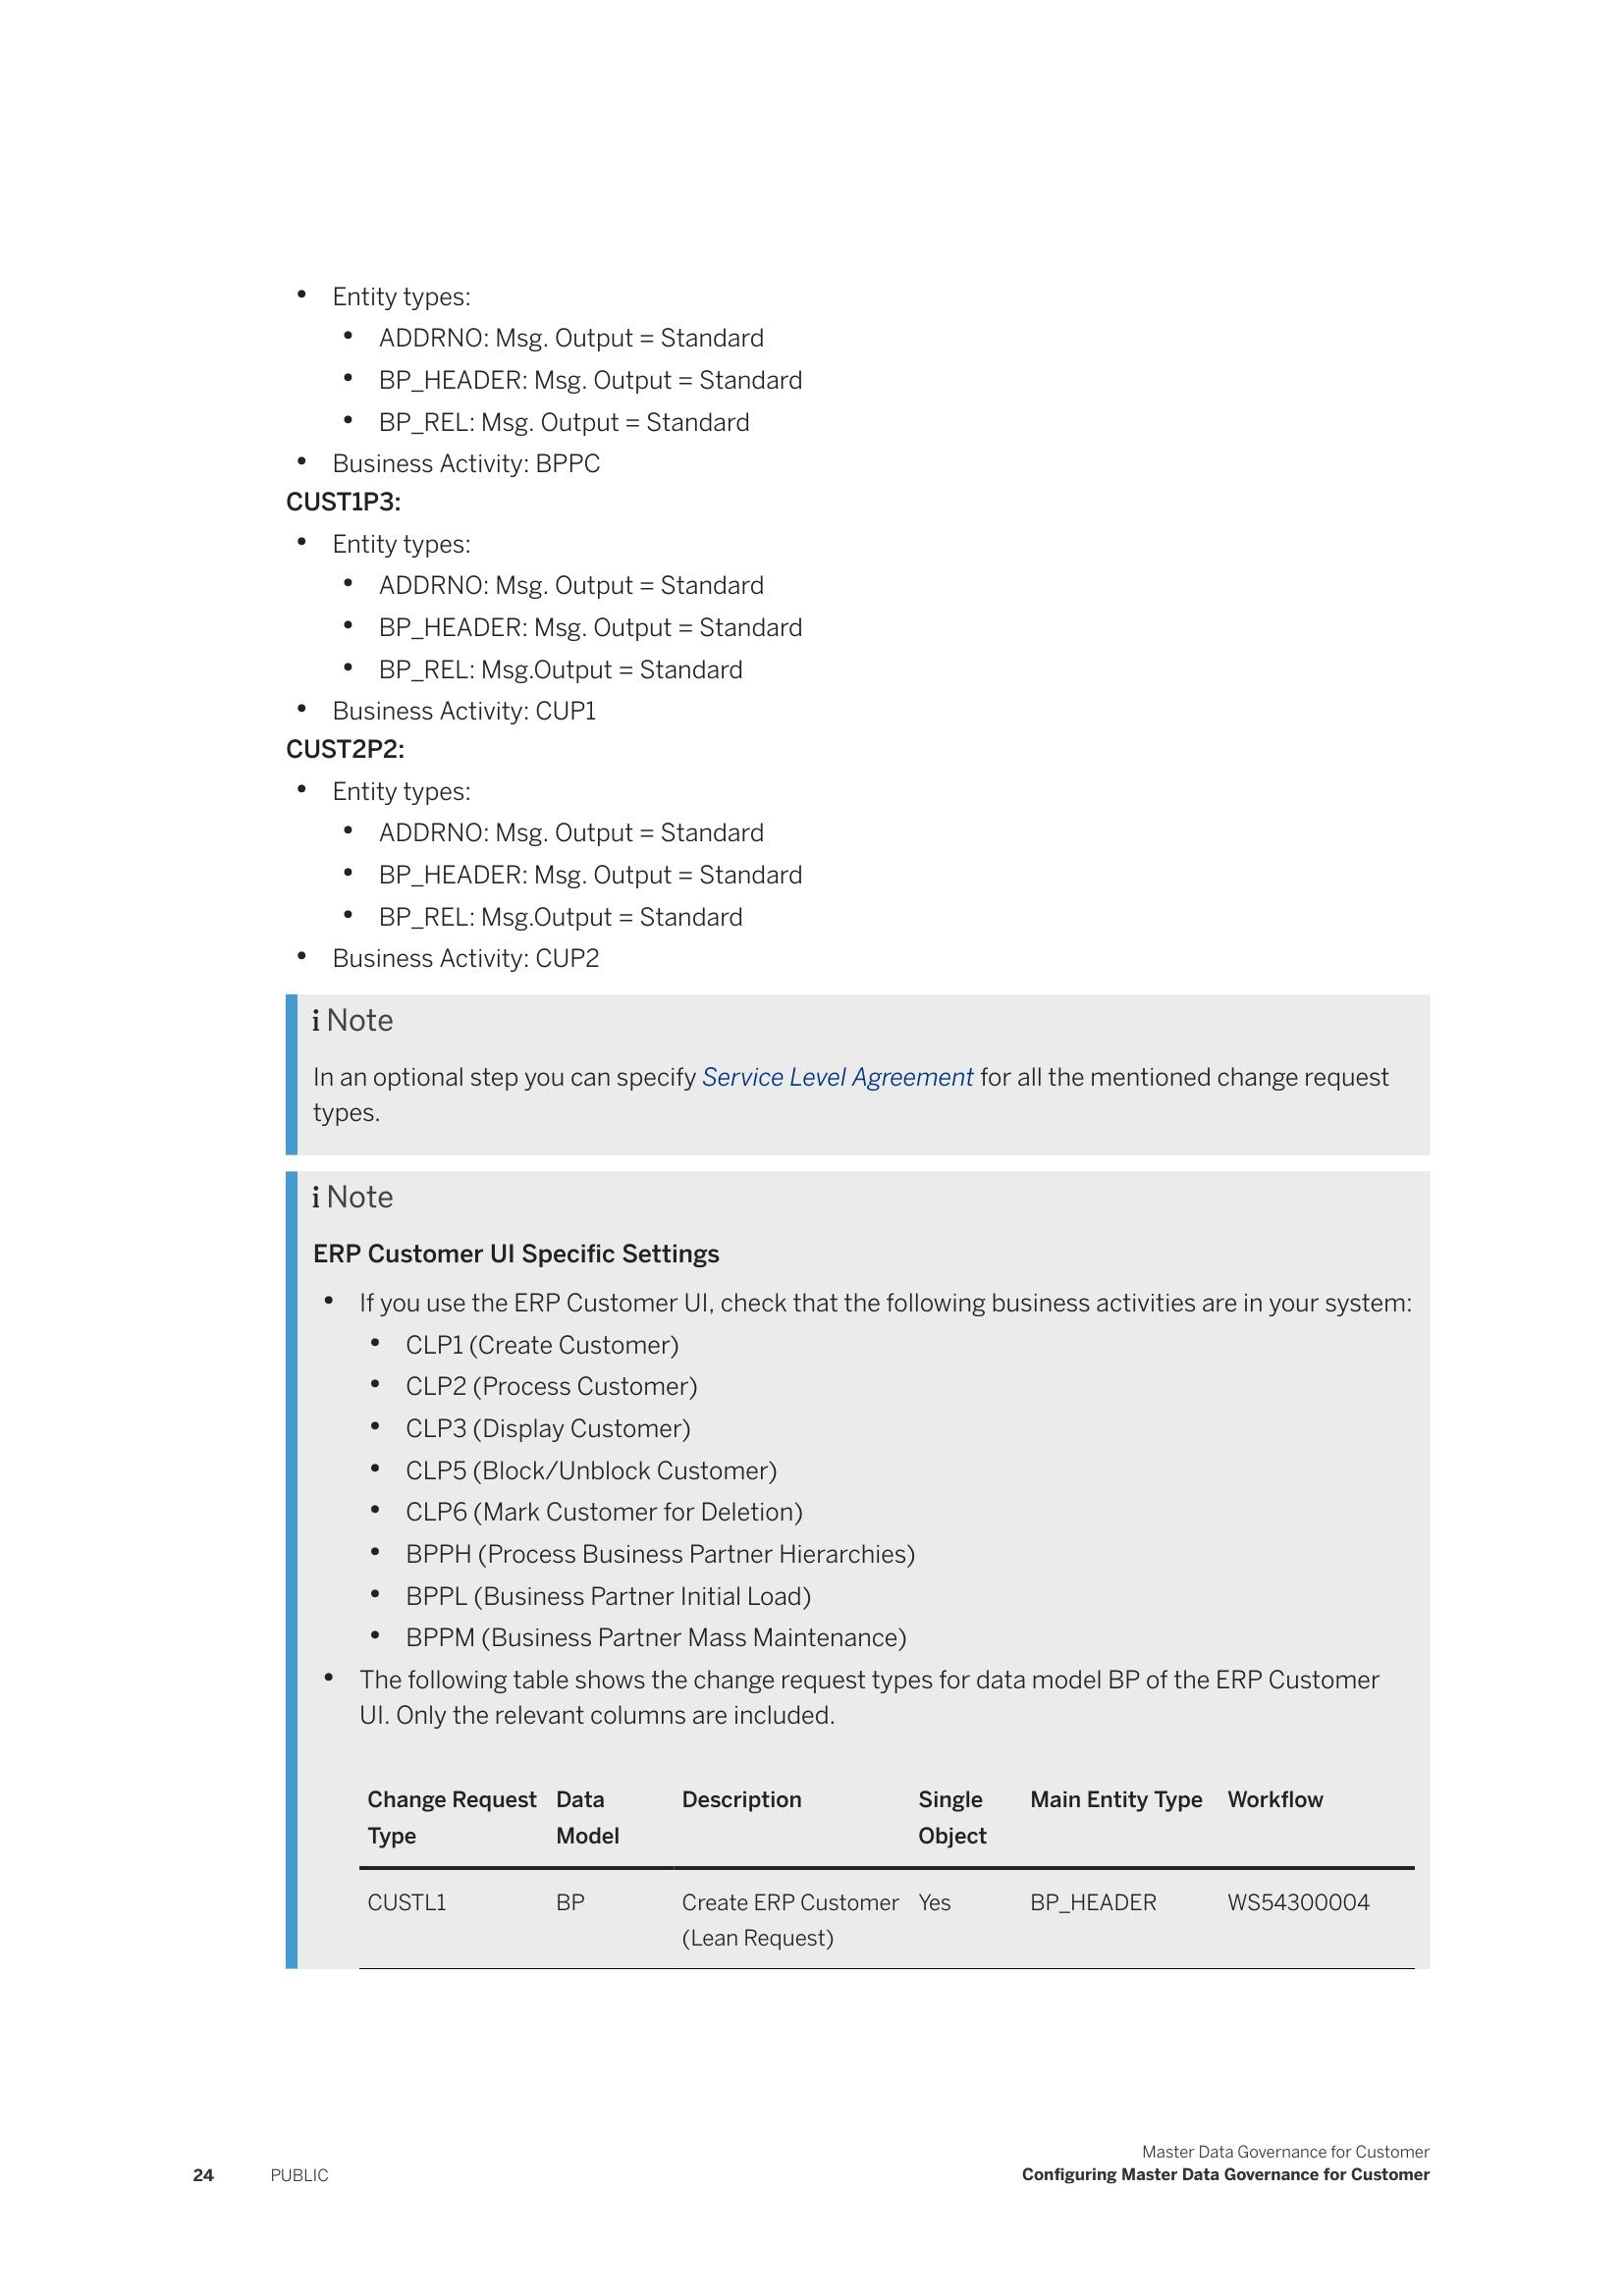 • Entity types:
• ADDRNO: Msg. Output = Standard
• BP_HEADER: Msg. Output = Standard
• BP_REL: Msg. Output = Standard
• Business Activity: BPPC
CUST1P3:
• Entity types:
• ADDRNO: Msg. Output = Standard
• BP_HEADER: Msg. Output = Standard
• BP_REL: Msg.Output = Standard
• Business Activity: CUP1
CUST2P2:
• Entity types:
• ADDRNO: Msg. Output = Standard
• BP_HEADER: Msg. Output = Standard
• BP_REL: Msg.Output = Standard
• Business Activity: CUP2
i Note
In an optional step you can specify Service Level Agreement for all the mentioned change request
types.
i Note
ERP Customer UI Specific Settings
• If you use the ERP Customer UI, check that the following business activities are in your system:
• CLP1 (Create Customer)
• CLP2 (Process Customer)
• CLP3 (Display Customer)
• CLP5 (Block/Unblock Customer)
• CLP6 (Mark Customer for Deletion)
• BPPH (Process Business Partner Hierarchies)
• BPPL (Business Partner Initial Load)
• BPPM (Business Partner Mass Maintenance)
• The following table shows the change request types for data model BP of the ERP Customer
UI. Only the relevant columns are included.
Change Request Data Description Single Main Entity Type Workflow
Type Model Object
CUSTL1 BP Create ERP Customer Yes BP_HEADER WS54300004
(Lean Request)
Master Data Governance for Customer
24 PUBLIC Configuring Master Data Governance for Customer